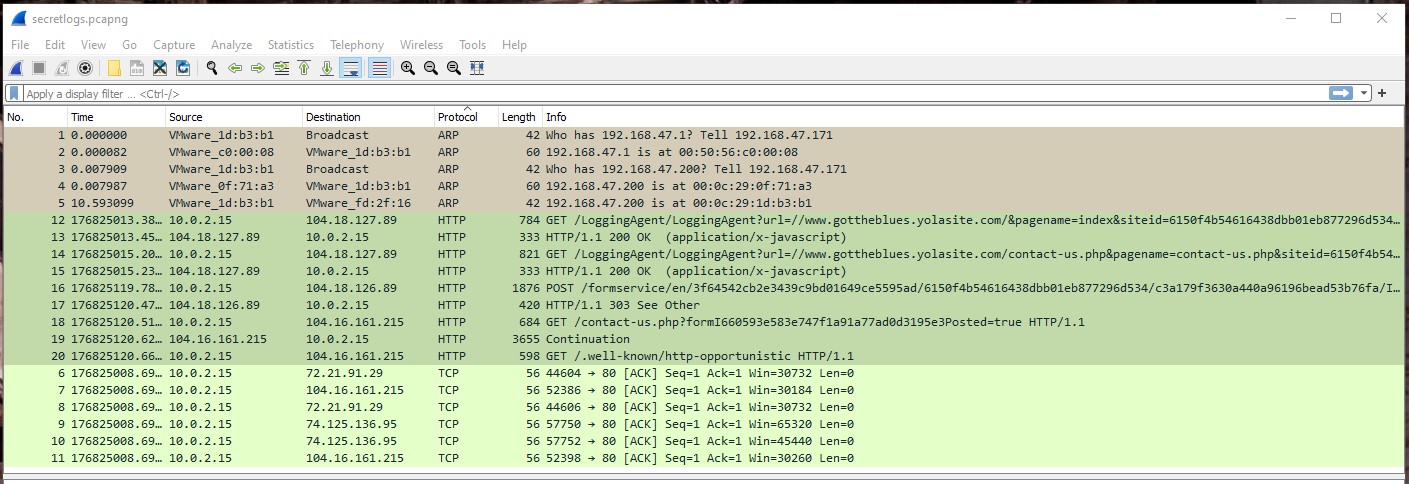 secretlogs.pcapng
File Edit View Go Capture Analyze Statistics Telephony Wireless Tools Help
Apply a display filter ... <Ctrl-/>
No. Time Source Destination Protocol Length Info
1 0.000000 VMware_1d:b3:b1 Broadcast ARP 42 Who has 192.168.47.1? Tell 192.168.47.171
2 0.000082 VMware_c0:00:08 VMware_1d:b3:b1 ARP 60 192.168.47.1 is at 00:50:56:c0:00:08
3 0.007909 VMware_1d:b3:b1 Broadcast ARP 42 Who has 192.168.47.200? Tell 192.168.47.171
4 0.007987 VMware_0f:71:a3 VMware_1d:b3:b1 ARP 60 192.168.47.200 is at 00:0c:29:0f:71:a3
5 10.593099 VMware_1d:b3:b1 VMware_fd:2f:16 ARP 42 192.168.47.200 is at 00:0c:29:1d:b3:b1
12 176825013.38… 10.0.2.15 104.18.127.89 HTTP 784 GET /LoggingAgent/LoggingAgent?url=//www.gottheblues.yolasite.com/&pagename=index&siteid=6150f4b54616438dbb01eb877296d534…
13 176825013.45… 104.18.127.89 10.0.2.15 HTTP 333 HTTP/1.1 200 OK (application/x-javascript)
14 176825015.20… 10.0.2.15 104.18.127.89 HTTP 821 GET /LoggingAgent/LoggingAgent?url=//www.gottheblues.yolasite.com/contact-us.php&pagename=contact-us.php&siteid=6150f4b54…
15 176825015.23… 104.18.127.89 10.0.2.15 HTTP 333 HTTP/1.1 200 OK (application/x-javascript)
16 176825119.78… 10.0.2.15 104.18.126.89 HTTP 1876 POST /formservice/en/3f64542cb2e3439c9bd01649ce5595ad/6150f4b54616438dbb01eb877296d534/c3a179f3630a440a96196bead53b76fa/I…
17 176825120.47… 104.18.126.89 10.0.2.15 HTTP 420 HTTP/1.1 303 See Other
18 176825120.51… 10.0.2.15 104.16.161.215 HTTP 684 GET /contact-us.php?formI660593e583e747f1a91a77ad0d3195e3Posted=true HTTP/1.1
19 176825120.62… 104.16.161.215 10.0.2.15 HTTP 3655 Continuation
20 176825120.66… 10.0.2.15 104.16.161.215 HTTP 598 GET /.well-known/http-opportunistic HTTP/1.1
6 176825008.69… 10.0.2.15 72.21.91.29 TCP 56 44604 → 80 [ACK] Seq=1 Ack=1 Win=30732 Len=0
7 176825008.69… 10.0.2.15 104.16.161.215 TCP 56 52386 → 80 [ACK] Seq=1 Ack=1 Win=30184 Len=0
8 176825008.69… 10.0.2.15 72.21.91.29 TCP 56 44606 → 80 [ACK] Seq=1 Ack=1 Win=30732 Len=0
9 176825008.69… 10.0.2.15 74.125.136.95 TCP 56 57750 → 80 [ACK] Seq=1 Ack=1 Win=65320 Len=0
10 176825008.69… 10.0.2.15 74.125.136.95 TCP 56 57752 → 80 [ACK] Seq=1 Ack=1 Win=45440 Len=0
11 176825008.69… 10.0.2.15 104.16.161.215 TCP 56 52398 → 80 [ACK] Seq=1 Ack=1 Win=30260 Len=0